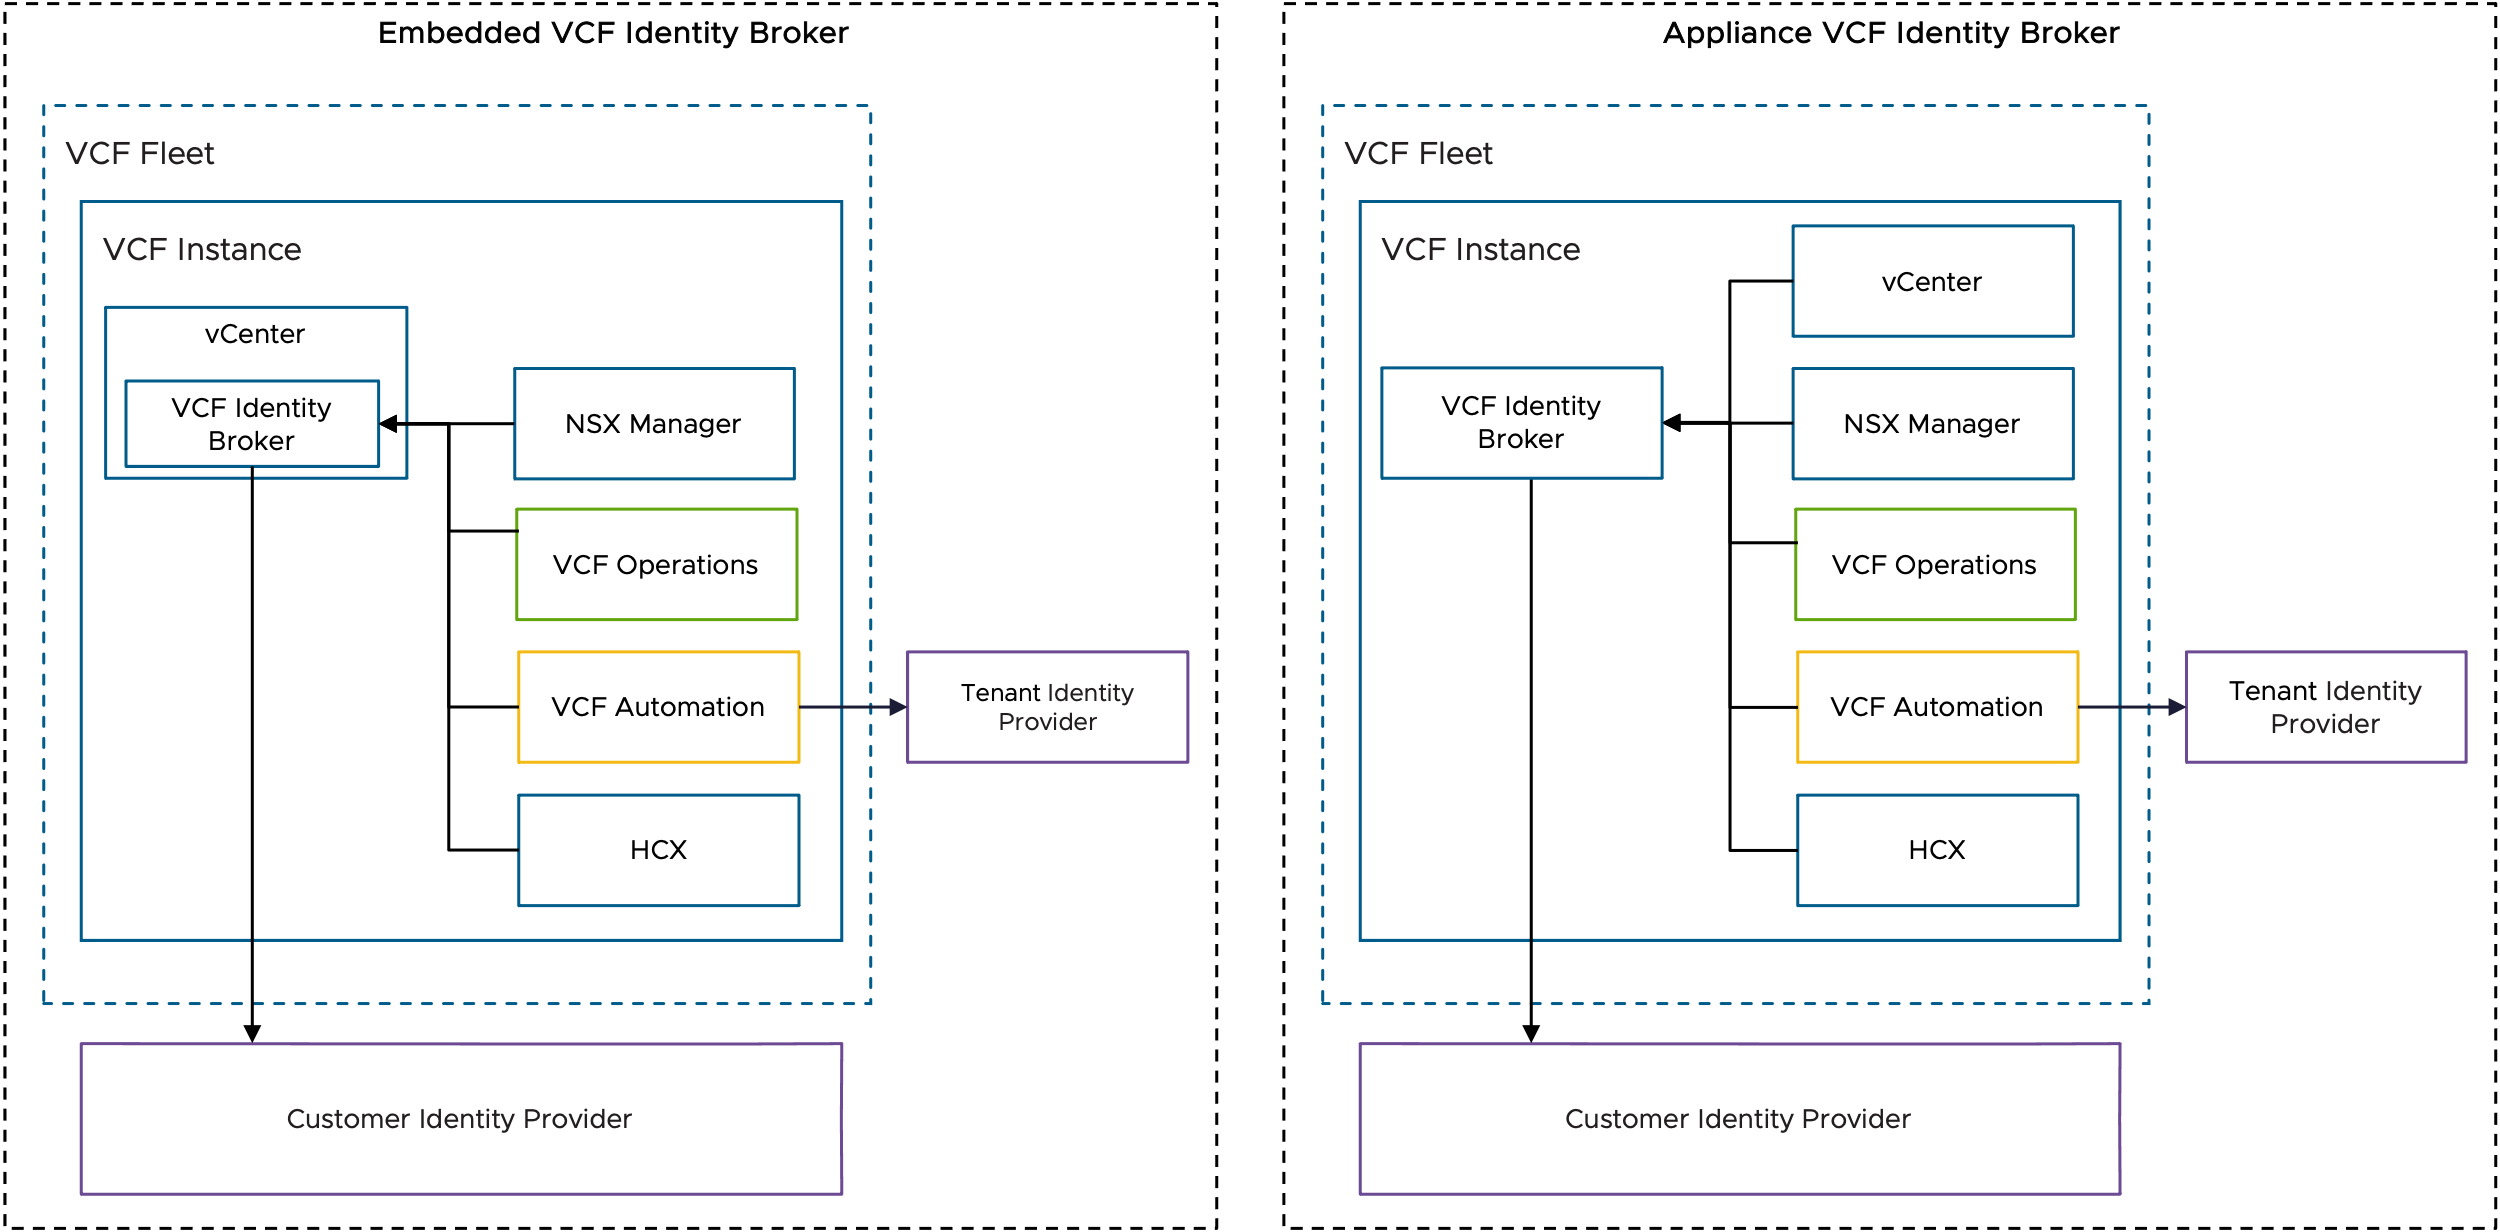 Embedded VCF Identity Broker
VCF Fleet
VCF Instance
vCenter
VCF Identity
Broker
NSX Manager
VCF Operations
VCF Automation
HCX
Tenant Identity
Provider
Customer Identity Provider
Appliance VCF Identity Broker
VCF Fleet
VCF Instance
vCenter
VCF Identity
Broker
NSX Manager
VCF Operations
VCF Automation
HCX
Tenant Identity
Provider
Customer Identity Provider